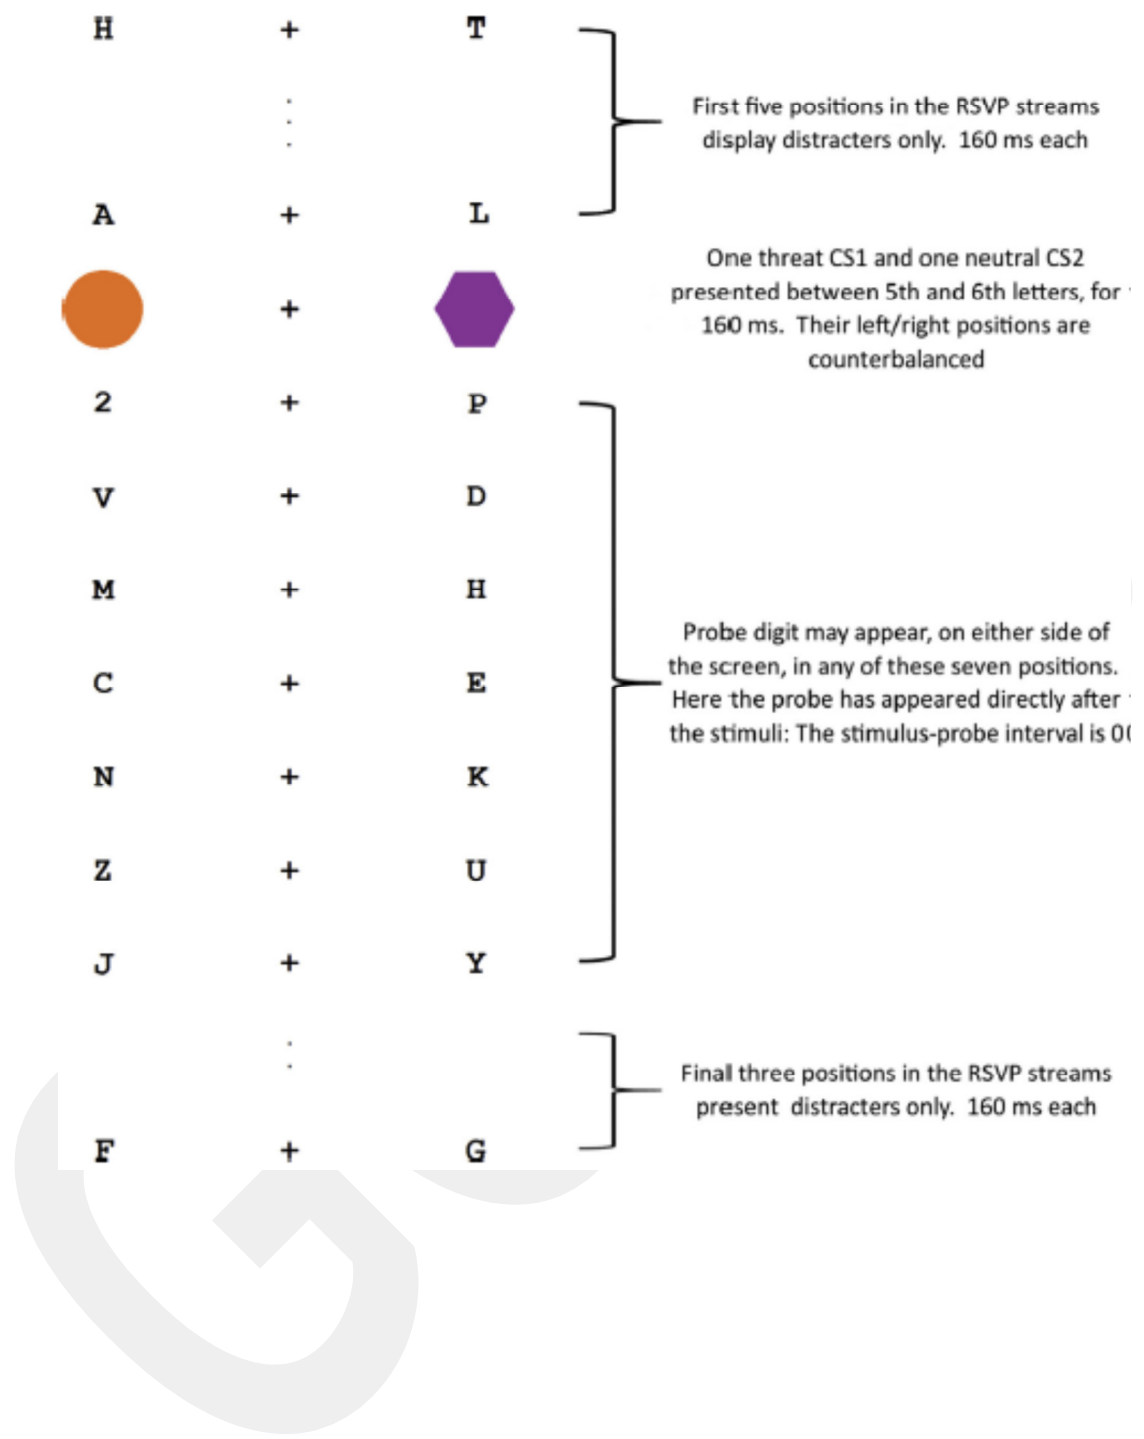 H + T
First five positions in the RSVP streams
display distracters only. 160 ms each
A + L
+
One threat CS1 and one neutral CS2
presented between 5th and 6th letters, for
160 ms. Their left/right positions are
counterbalanced
2 + P
V + D
M + H
C + E
N + K
Z + U
J + Y
Probe digit may appear, on either side of
the screen, in any of these seven positions.
Here the probe has appeared directly after
the stimuli: The stimulus-probe interval is
Final three positions in the RSVP streams
present distracters only. 160 ms each
F + G